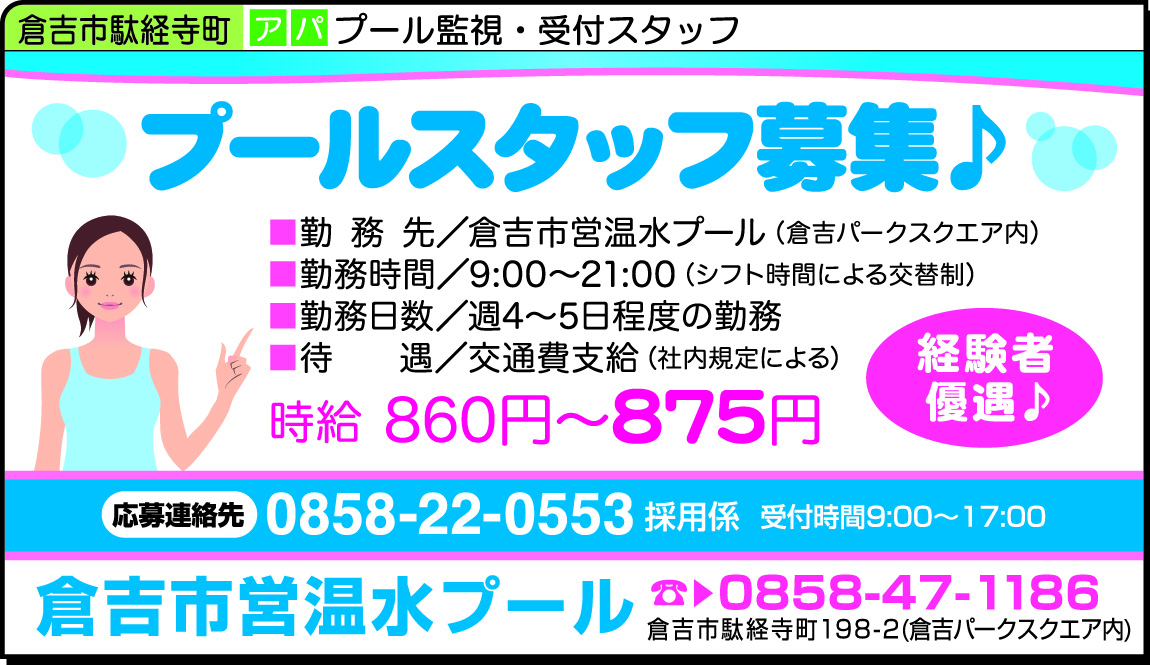 倉吉市駄経寺町 アパ プール監視・受付スタッフ
プールスタッフ募集♪
■勤務先／倉吉市営温水プール（倉吉パークスクエア内）
■勤務時間／9:00～21:00（シフト時間による交替制）
■勤務日数／週4～5日程度の勤務
■待遇／交通費支給（社内規定による）
時給 860円～875円
経験者
優遇♪
応募連絡先 0858-22-0553 採用係 受付時間9:00～17:00
倉吉市営温水プール
☎▶0858-47-1186
倉吉市駄経寺町198-2(倉吉パークスクエア内)